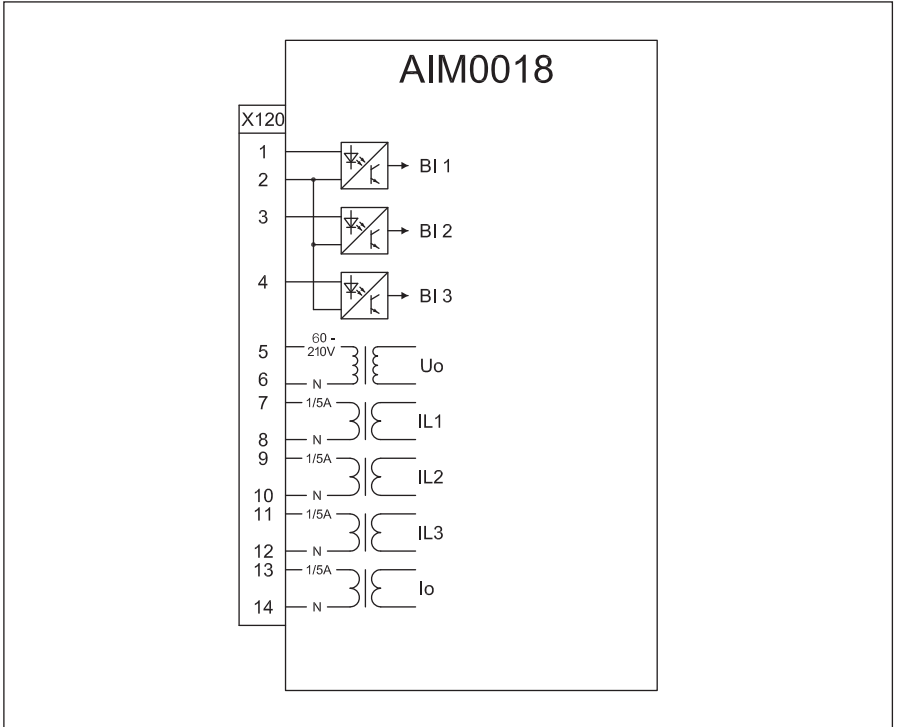 AIM0018
X120
1
2
BI 1
3
BI 2
4
BI 3
5
60 -
210V
Uo
6
N
7
1/5A
IL1
8
N
9
1/5A
IL2
10
N
11
1/5A
IL3
12
N
13
1/5A
Io
14
N